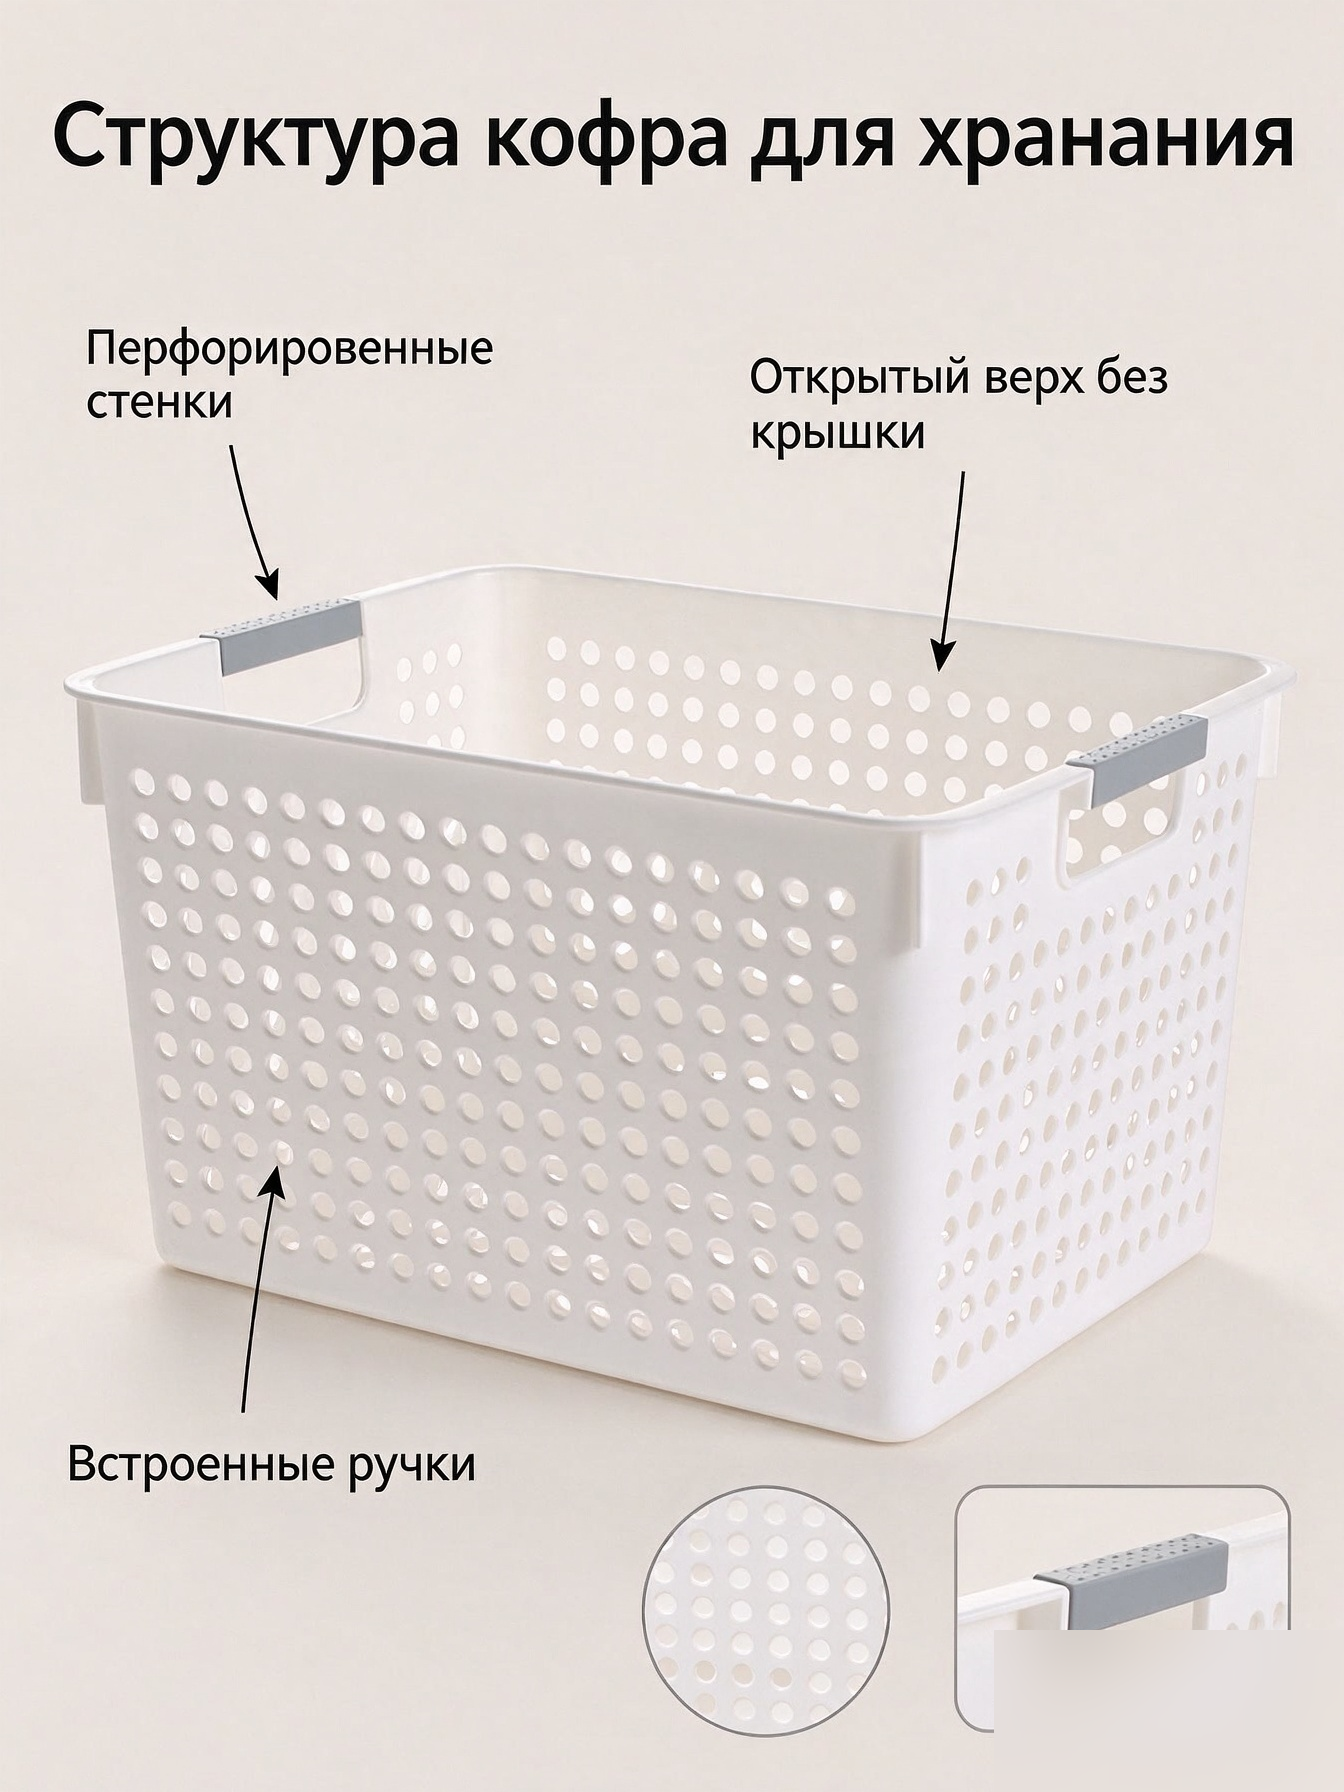 Структура кофра для хранания
Перфорировенные
стенки
Открытый верх без
крышки
Встроенные ручки